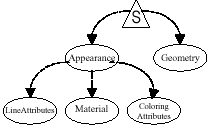 S
Appearance
Geometry
LineAttributes
Material
Coloring
Attributes